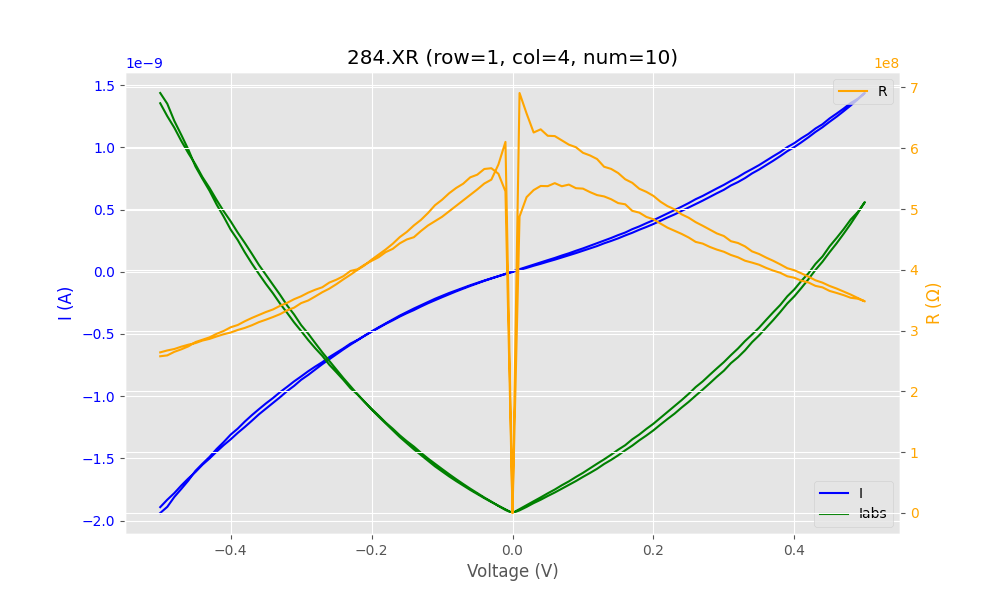 284.XR (row=1, col=4, num=10)
1e−9
1e8
1.5
1.0
0.5
0.0
−0.5
−1.0
−1.5
−2.0
I (A)
7
6
5
4
3
2
1
0
R (Ω)
R
I
Iabs
−0.4
−0.2
0.0
0.2
0.4
Voltage (V)